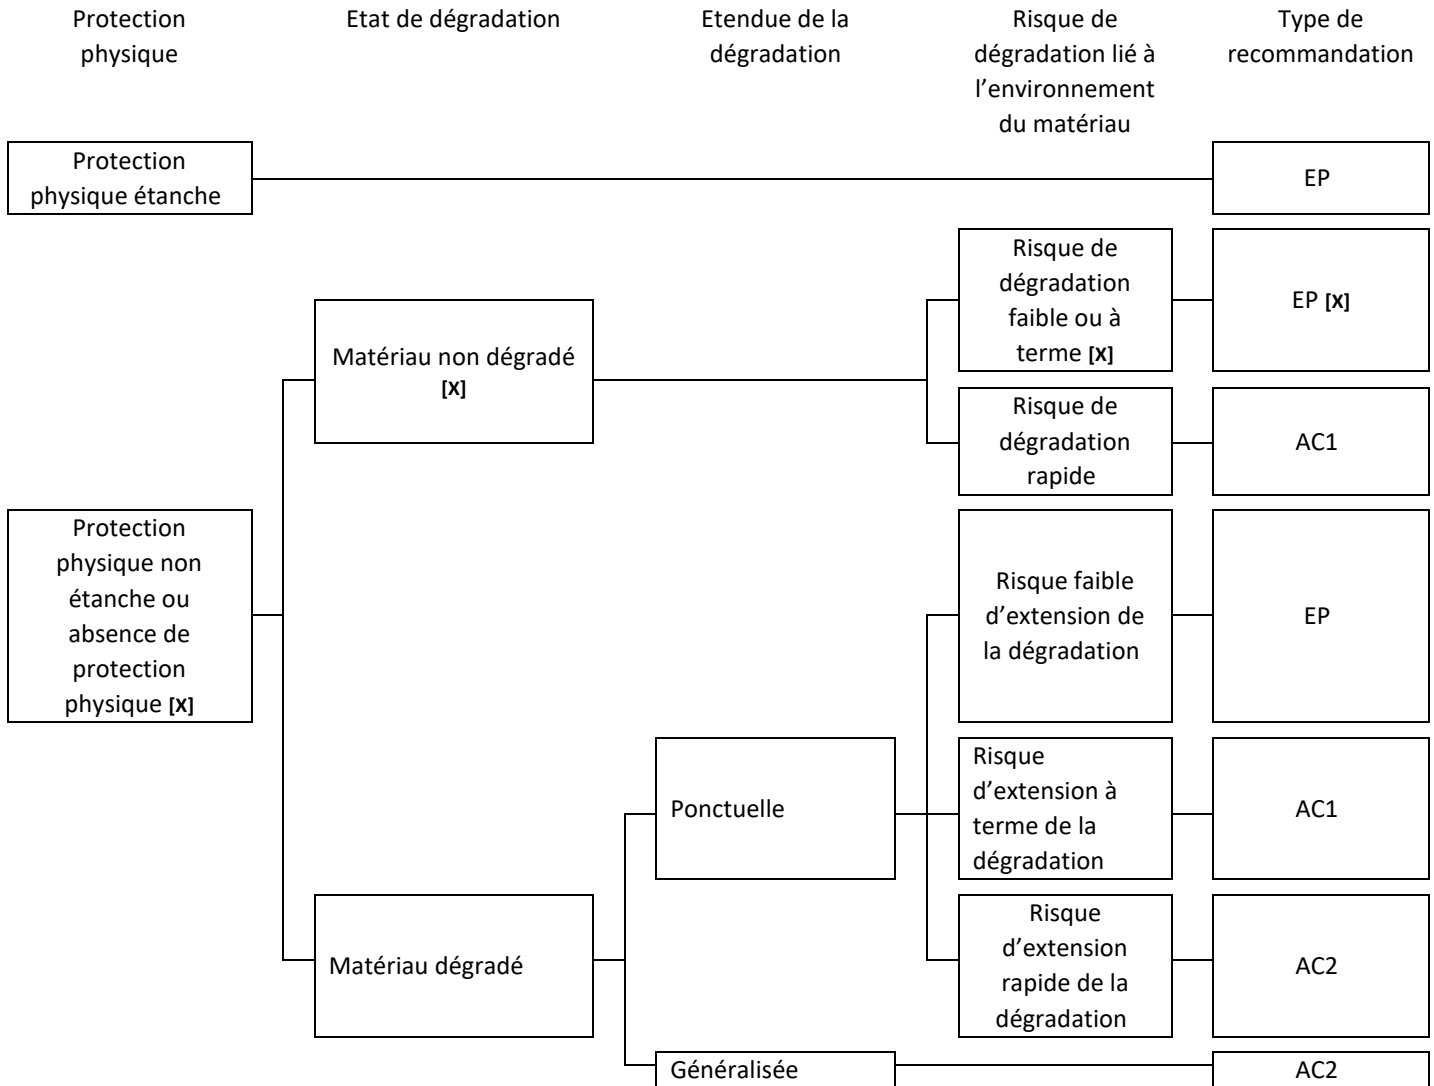 Protection
physique
Etat de dégradation
Etendue de la
dégradation
Risque de
dégradation lié à
l’environnement
du matériau
Type de
recommandation
Protection
physique étanche
EP
Risque de
dégradation
faible ou à
terme [X]
EP [X]
Matériau non dégradé
[X]
Risque de
dégradation
rapide
AC1
Protection
physique non
étanche ou
absence de
protection
physique [X]
Risque faible
d’extension de
la dégradation
EP
Ponctuelle
Risque
d’extension à
terme de la
dégradation
AC1
Matériau dégradé
Risque
d’extension
rapide de la
dégradation
AC2
Généralisée
AC2